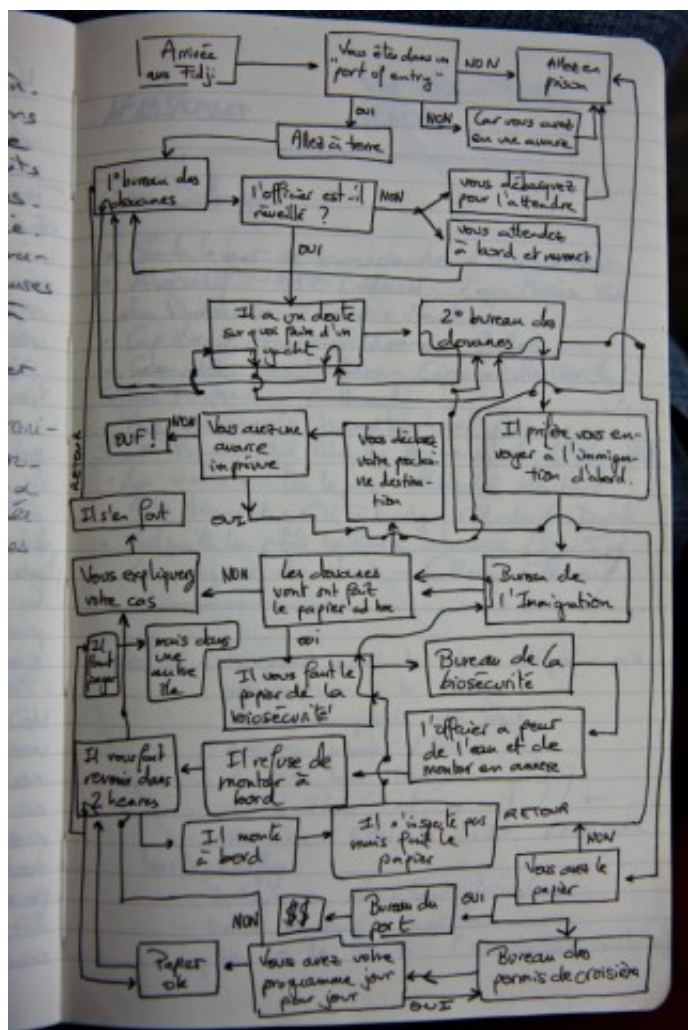 Arrivée
aux Fidji
"Vous êtes dans un
port of entry"
NON
Allez en
prison
OUI
NON
Car vous avez
eu une avarie
Allez à terre
1° bureau des
douanes
l'officier est-il
réveillé ?
NON
vous débarquez
pour l'attendre
vous attendez
à bord et revenez
OUI
Il a un doute
sur quoi faire d'un
yacht
2° bureau des
douanes
OUF !
NON
Vous avez une
avarie
imprévue
Vous déclarez
votre prochai-
ne destina-
tion
Il préfère vous en-
voyer à l'immigra-
tion d'abord.
RETOUR
Il s'en fout
OUI
Vous expliquez
votre cas
NON
Les douanes
vous ont fait
le papier ad hoc
Bureau de
l'Immigration
OUI
Il
faut
payer
mais dans
une
autre
île
Il vous faut le
papier de la
biosécurité
Bureau de la
biosécurité
Il vous fait
revenir dans
2 heures
Il refuse de
monter à
bord
l'officier a peur
de l'eau et de
monter en annexe
Il monte
à bord
Il n'inspecte pas
mais fait le
papier
RETOUR
NON
Vous avez le
papier
OUI
$$
Bureau du
port
NON
Papier
ok
Vous avez votre
programme jour
pour jour
OUI
Bureau des
permis de croisière